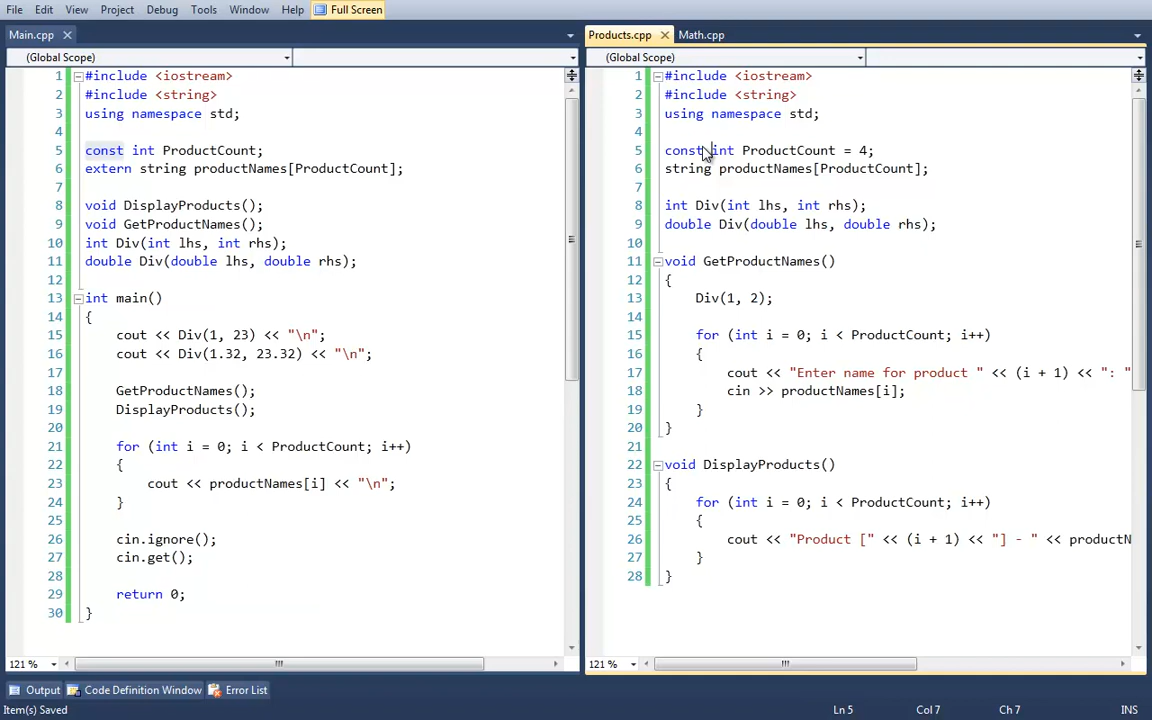 File Edit View Project Debug Tools Window Help Full Screen
Main.cpp
(Global Scope)
1 #include <iostream>
2 #include <string>
3 using namespace std;
4
5 const int ProductCount;
6 extern string productNames[ProductCount];
7
8 void DisplayProducts();
9 void GetProductNames();
10 int Div(int lhs, int rhs);
11 double Div(double lhs, double rhs);
12
13 int main()
14 {
15 cout << Div(1, 23) << "\n";
16 cout << Div(1.32, 23.32) << "\n";
17
18 GetProductNames();
19 DisplayProducts();
20
21 for (int i = 0; i < ProductCount; i++)
22 {
23 cout << productNames[i] << "\n";
24 }
25
26 cin.ignore();
27 cin.get();
28
29 return 0;
30 }
121 %
Products.cpp Math.cpp
(Global Scope)
1 #include <iostream>
2 #include <string>
3 using namespace std;
4
5 const int ProductCount = 4;
6 string productNames[ProductCount];
7
8 int Div(int lhs, int rhs);
9 double Div(double lhs, double rhs);
10
11 void GetProductNames()
12 {
13 Div(1, 2);
14
15 for (int i = 0; i < ProductCount; i++)
16 {
17 cout << "Enter name for product " << (i + 1) << ": "
18 cin >> productNames[i];
19 }
20 }
21
22 void DisplayProducts()
23 {
24 for (int i = 0; i < ProductCount; i++)
25 {
26 cout << "Product [" << (i + 1) << "] - " << productN
27 }
28 }
121 %
Output Code Definition Window Error List
Item(s) Saved Ln 5 Col 7 Ch 7 INS